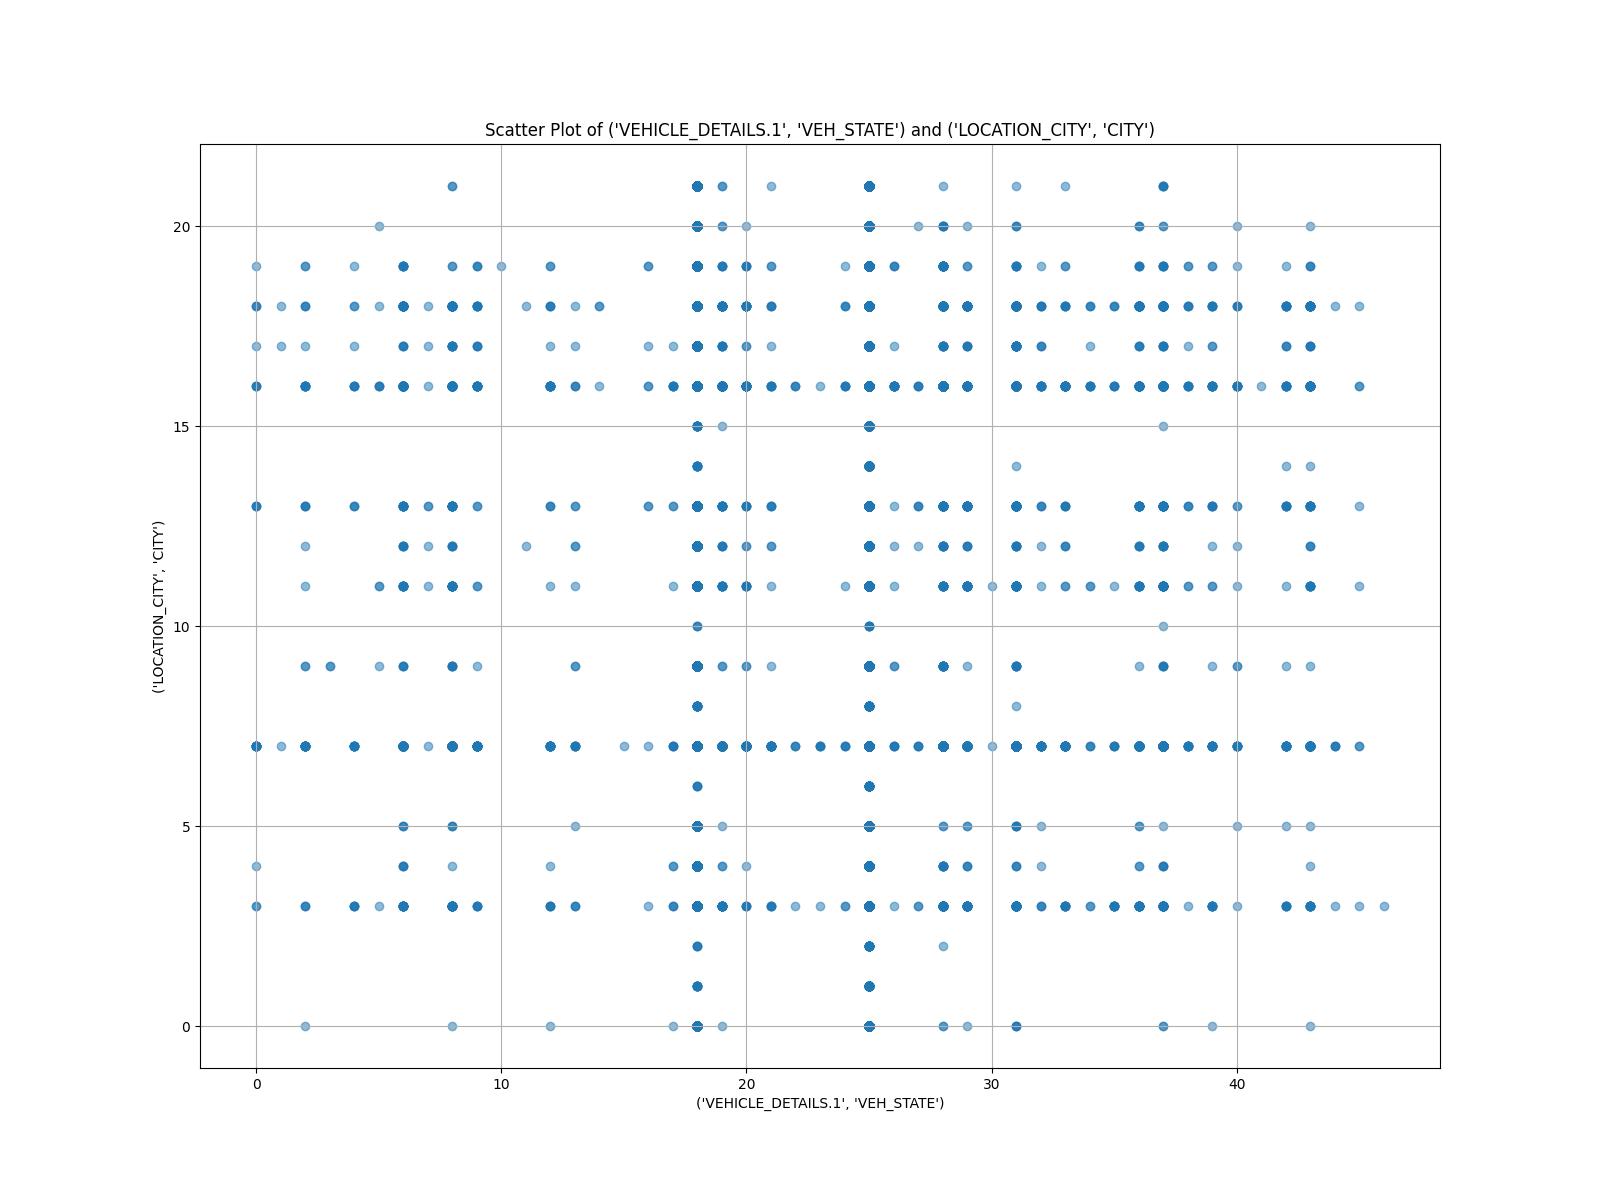 Scatter Plot of ('VEHICLE_DETAILS.1', 'VEH_STATE') and ('LOCATION_CITY', 'CITY')
('LOCATION_CITY', 'CITY')
20
15
10
5
0
0 10 20 30 40
('VEHICLE_DETAILS.1', 'VEH_STATE')